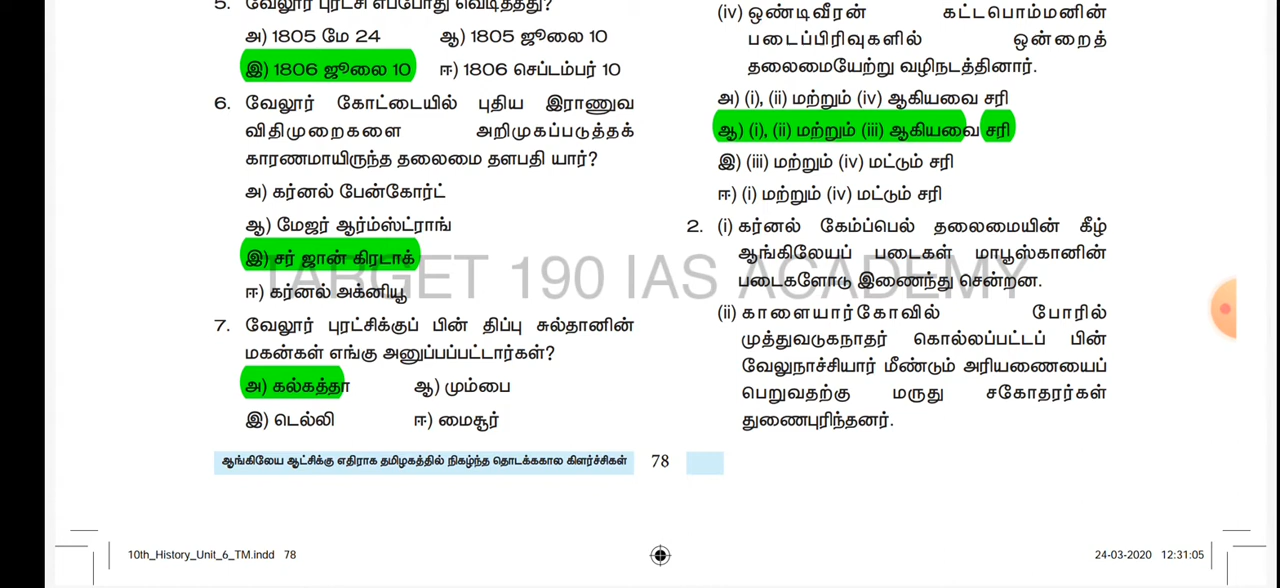 5. வேலூர் புரட்சி எப்போது வெடித்தது?
அ) 1805 மே 24 ஆ) 1805 ஜூலை 10
இ) 1806 ஜூலை 10 ஈ) 1806 செப்டம்பர் 10
6. வேலூர் கோட்டையில் புதிய இராணுவ
விதிமுறைகளை அறிமுகப்படுத்தக்
காரணமாயிருந்த தலைமை தளபதி யார்?
அ) கர்னல் பேன்கோர்ட்
ஆ) மேஜர் ஆர்ம்ஸ்ட்ராங்
இ) சர் ஜான் கிரடாக்
ஈ) கர்னல் அக்னியூ
7. வேலூர் புரட்சிக்குப் பின் திப்பு சுல்தானின்
மகன்கள் எங்கு அனுப்பப்பட்டார்கள்?
அ) கல்கத்தா ஆ) மும்பை
இ) டெல்லி ஈ) மைசூர்
(iv) ஒண்டிவீரன் கட்டபொம்மனின்
படைப்பிரிவுகளில் ஒன்றைத்
தலைமையேற்று வழிநடத்தினார்.
அ) (i), (ii) மற்றும் (iv) ஆகியவை சரி
ஆ) (i), (ii) மற்றும் (iii) ஆகியவை சரி
இ) (iii) மற்றும் (iv) மட்டும் சரி
ஈ) (i) மற்றும் (iv) மட்டும் சரி
2. (i) கர்னல் கேம்ப்பெல் தலைமையின் கீழ்
ஆங்கிலேயப் படைகள் மாபூஸ்கானின்
படைகளோடு இணைந்து சென்றன.
(ii) காளையார்கோவில் போரில்
முத்துவடுகநாதர் கொல்லப்பட்டப் பின்
வேலுநாச்சியார் மீண்டும் அரியணையைப்
பெறுவதற்கு மருது சகோதரர்கள்
துணைபுரிந்தனர்.
TARGET 190 IAS ACADEMY
ஆங்கிலேய ஆட்சிக்கு எதிராக தமிழகத்தில் நிகழ்ந்த தொடக்ககால கிளர்ச்சிகள் 78
10th_History_Unit_6_TM.indd 78 24-03-2020 12:31:05